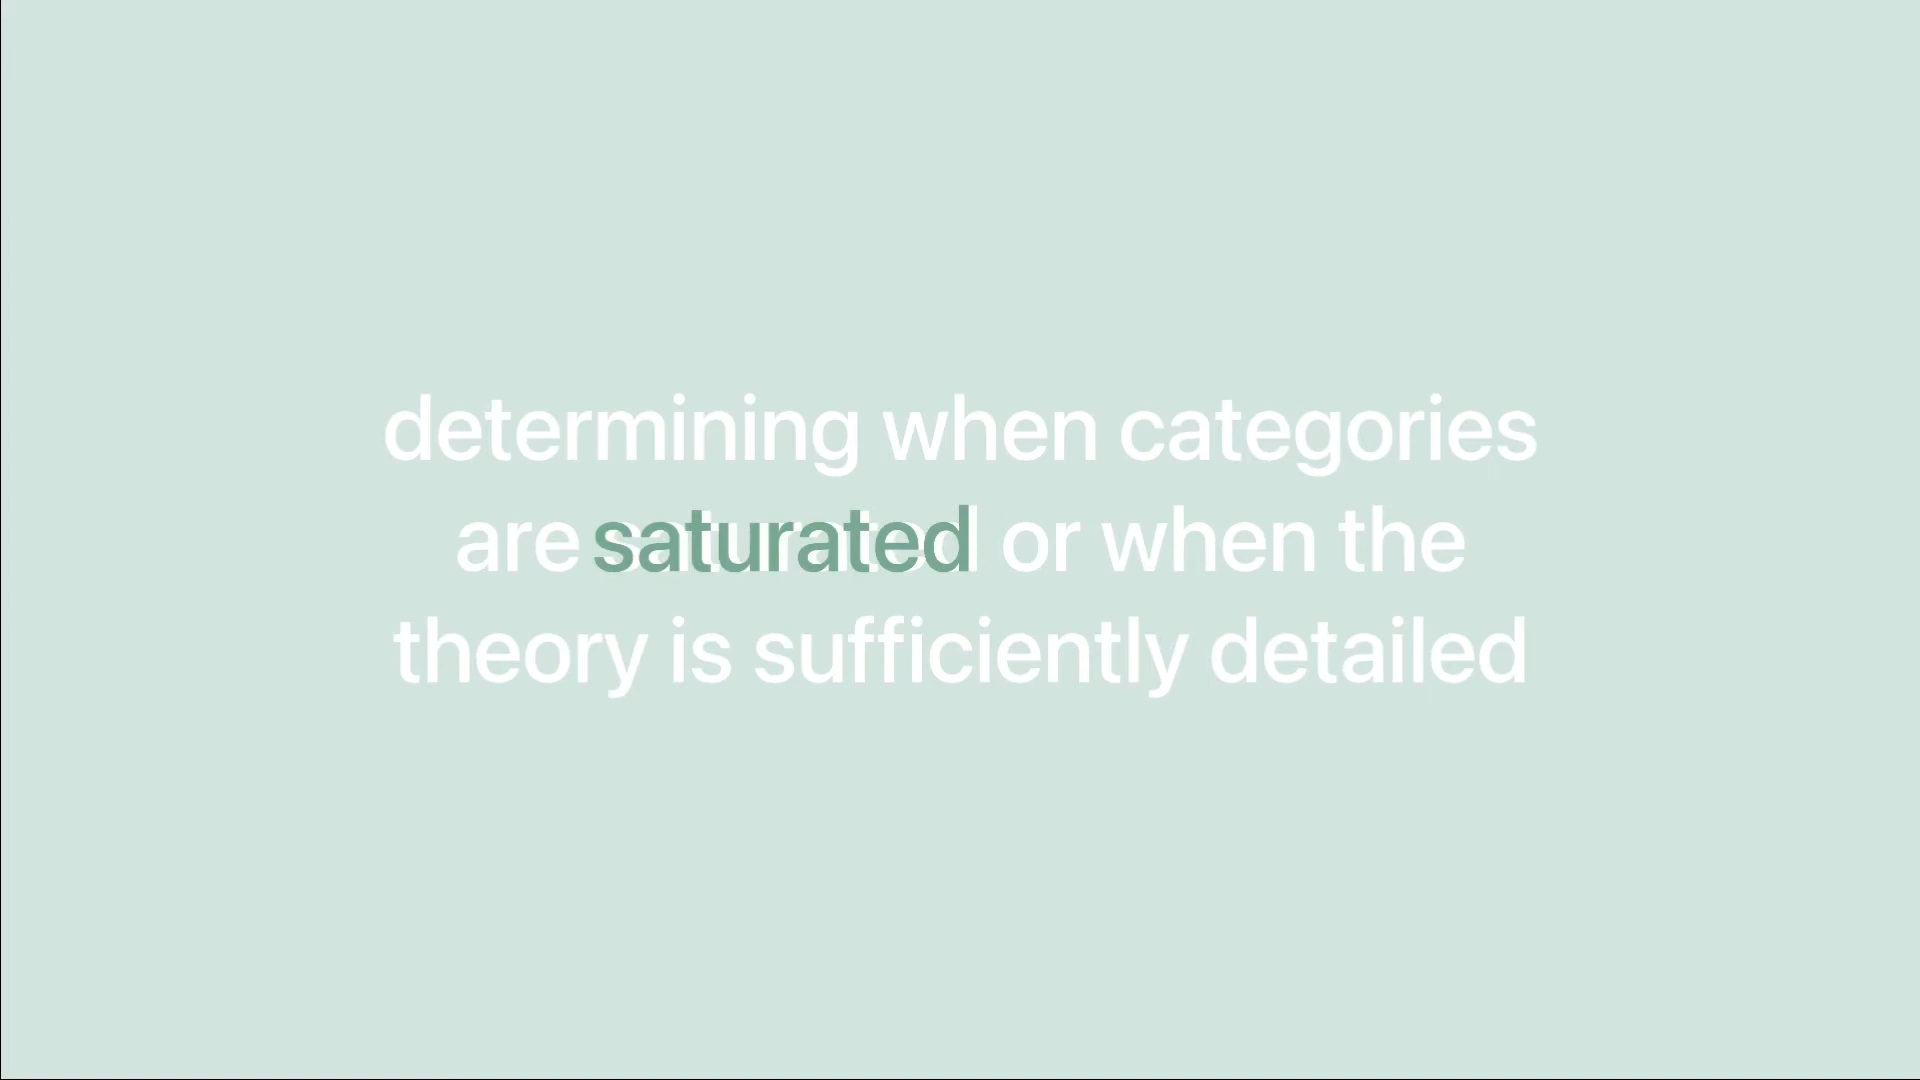 determining when categories
are saturated or when the
theory is sufficiently detailed